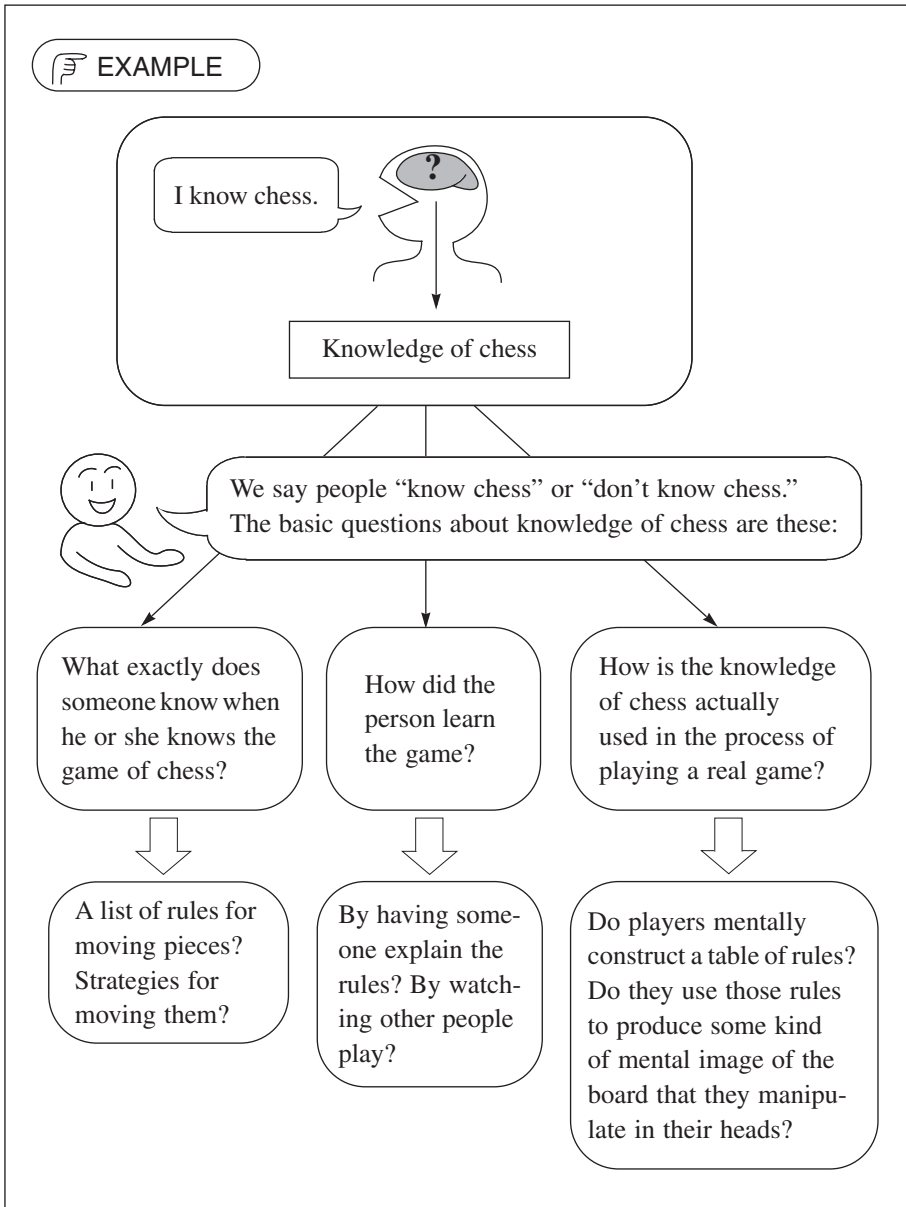 EXAMPLE
?
I know chess.
Knowledge of chess
We say people “know chess” or “don’t know chess.”
The basic questions about knowledge of chess are these:
What exactly does
someone know when
he or she knows the
game of chess?
How did the
person learn
the game?
How is the knowledge
of chess actually
used in the process of
playing a real game?
A list of rules for
moving pieces?
Strategies for
moving them?
By having some-
one explain the
rules? By watch-
ing other people
play?
Do players mentally
construct a table of rules?
Do they use those rules
to produce some kind
of mental image of the
board that they manipu-
late in their heads?